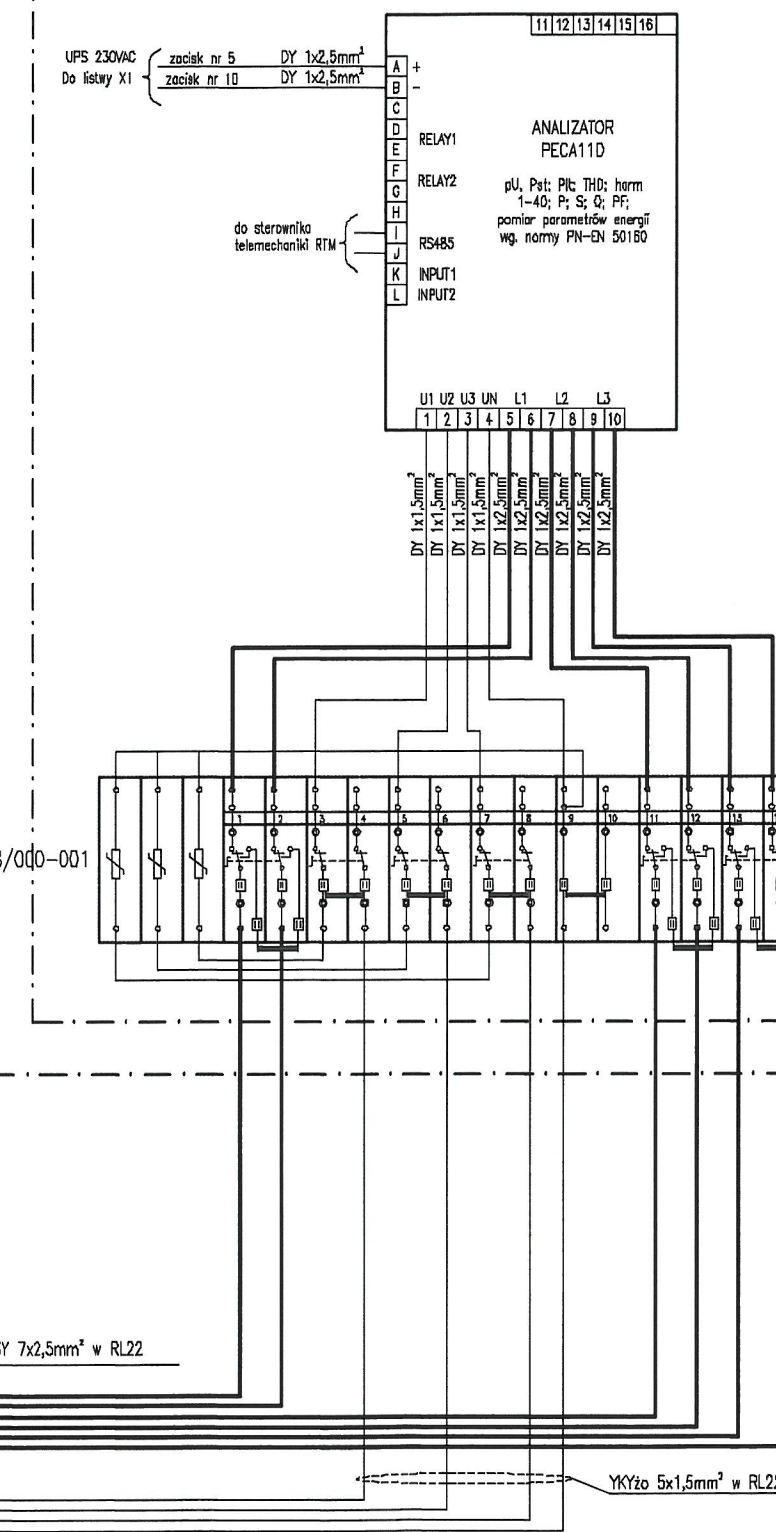 11 12 13 14 15 16
UPS 230VAC
Do listwy X1
zacisk nr 5 DY 1x2,5mm²
zacisk nr 10 DY 1x2,5mm²
A +
B -
C
D
RELAY1
E
F
RELAY2
G
H
I
RS485
J
K INPUT1
L INPUT2
ANALIZATOR
PECA11D
pU, Pst; Plt; THD; harm
1-40; P; S; Q; PF;
pomiar parametrów energii
wg. normy PN-EN 50160
do sterownika
telemechaniki RTM
U1 U2 U3 UN L1 L2 L3
1 2 3 4 5 6 7 8 9 10
DY 1x1,5mm²
DY 1x1,5mm²
DY 1x1,5mm²
DY 1x1,5mm²
DY 1x2,5mm²
DY 1x2,5mm²
DY 1x2,5mm²
DY 1x2,5mm²
DY 1x2,5mm²
DY 1x2,5mm²
1 2 3 4 5 6 7 8 9 10 11 12 13
/000-001
7x2,5mm² w RL22
YKYżo 5x1,5mm² w RL22